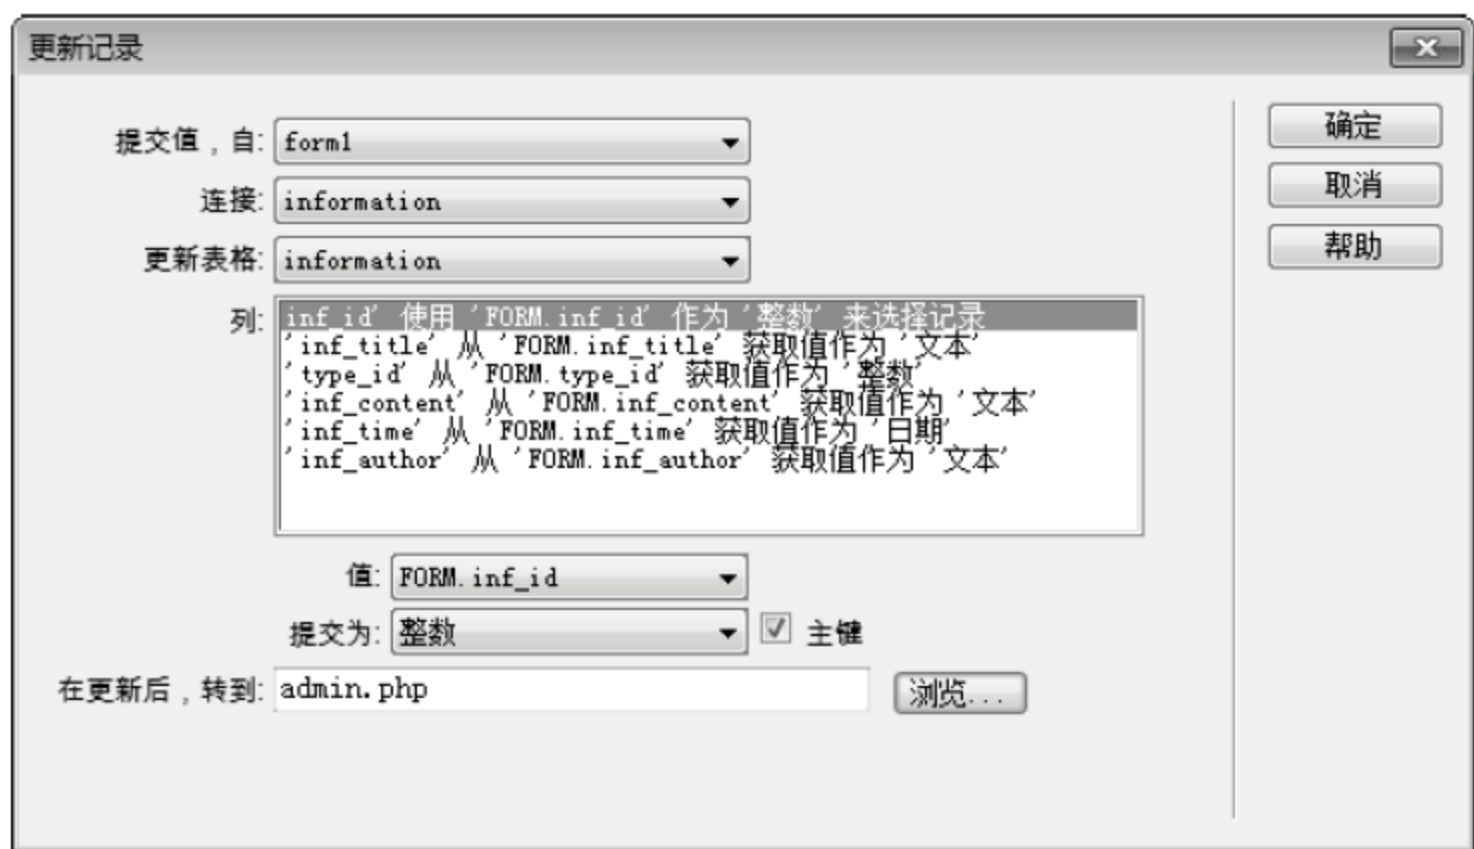 更新记录
提交值，自: form1
确定
连接: information
取消
更新表格: information
帮助
列: inf_id' 使用 'FORM.inf_id' 作为 '整数' 来选择记录
'inf_title' 从 'FORM.inf_title' 获取值作为 '文本'
'type_id' 从 'FORM.type_id' 获取值作为 '整数'
'inf_content' 从 'FORM.inf_content' 获取值作为 '文本'
'inf_time' 从 'FORM.inf_time' 获取值作为 '日期'
'inf_author' 从 'FORM.inf_author' 获取值作为 '文本'
值: FORM.inf_id
提交为: 整数 主键
在更新后，转到: admin.php 浏览...